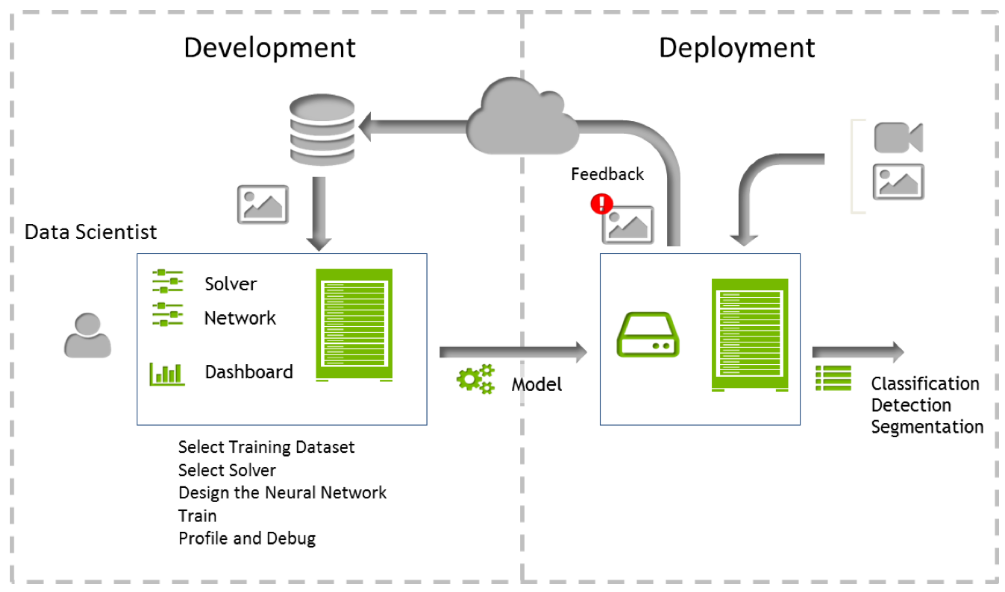 Development
Deployment
Feedback
Data Scientist
Solver
Network
Dashboard
Model
Classification
Detection
Segmentation
Select Training Dataset
Select Solver
Design the Neural Network
Train
Profile and Debug